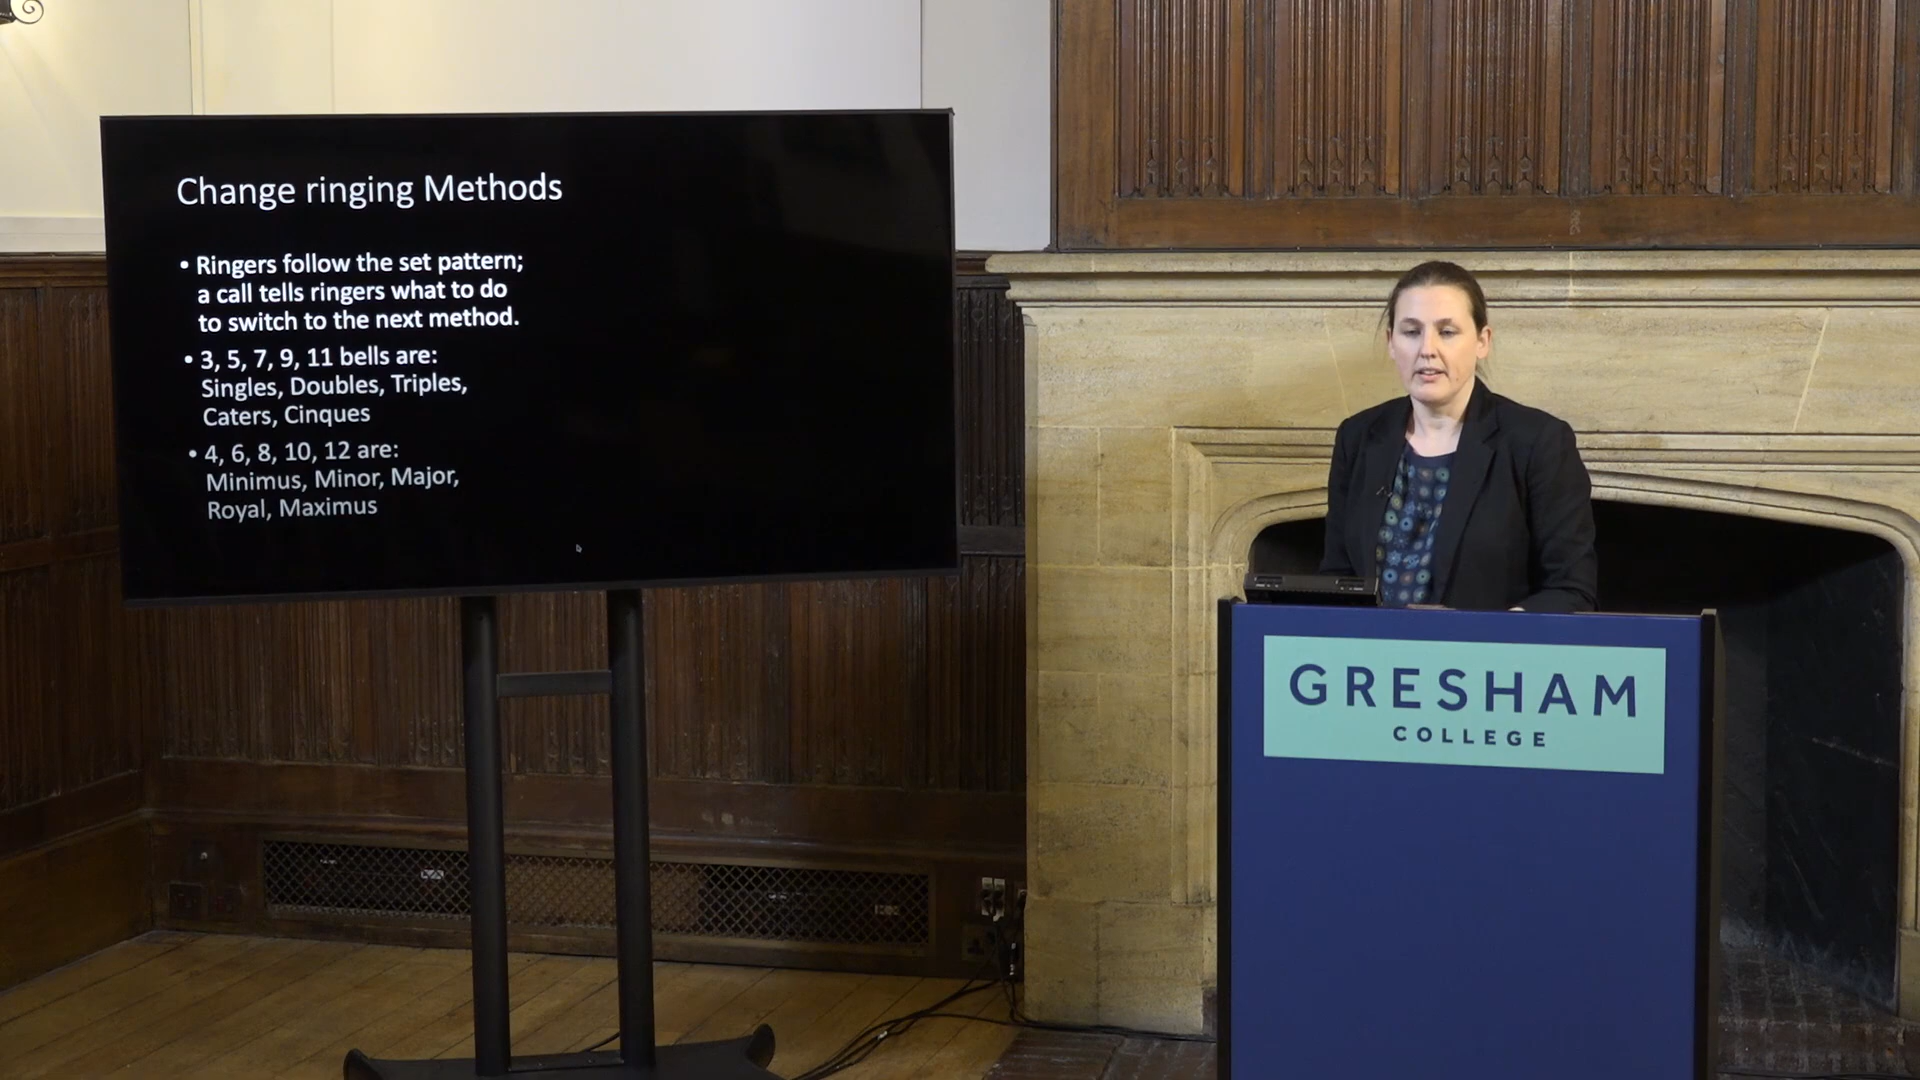 Change ringing Methods
• Ringers follow the set pattern;
a call tells ringers what to do
to switch to the next method.
• 3, 5, 7, 9, 11 bells are:
Singles, Doubles, Triples,
Caters, Cinques
• 4, 6, 8, 10, 12 are:
Minimus, Minor, Major,
Royal, Maximus
GRESHAM
COLLEGE